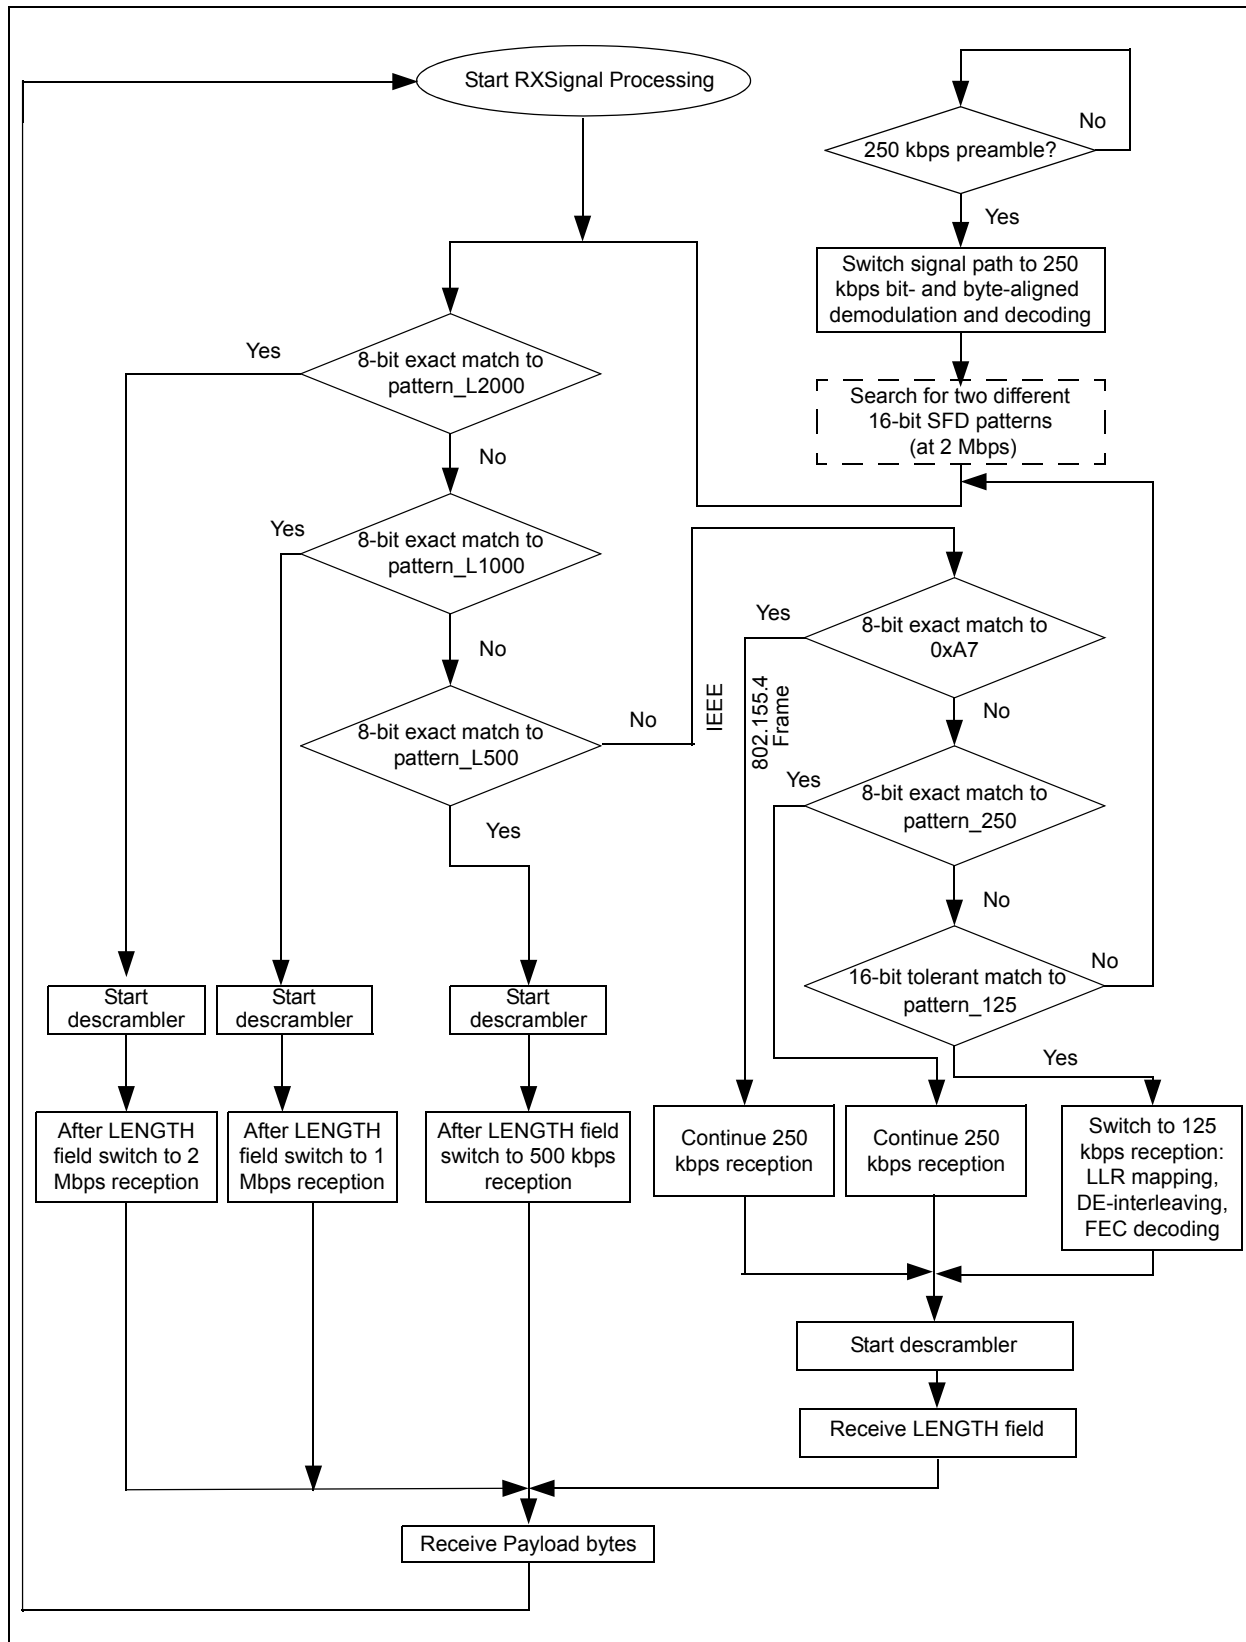 Start RXSignal Processing
No
250 kbps preamble?
Yes
Switch signal path to 250
kbps bit- and byte-aligned
demodulation and decoding
Yes
8-bit exact match to
pattern_L2000
Search for two different
16-bit SFD patterns
(at 2 Mbps)
No
Yes
8-bit exact match to
pattern_L1000
Yes
8-bit exact match to
0xA7
No
No
IEEE
802.155.4
Frame
No
8-bit exact match to
pattern_L500
Yes
8-bit exact match to
pattern_250
Yes
No
16-bit tolerant match to
pattern_125
No
Start
descrambler
Start
descrambler
Start
descrambler
Yes
After LENGTH
field switch to 2
Mbps reception
After LENGTH
field switch to 1
Mbps reception
After LENGTH field
switch to 500 kbps
reception
Continue 250
kbps reception
Continue 250
kbps reception
Switch to 125
kbps reception:
LLR mapping,
DE-interleaving,
FEC decoding
Start descrambler
Receive LENGTH field
Receive Payload bytes